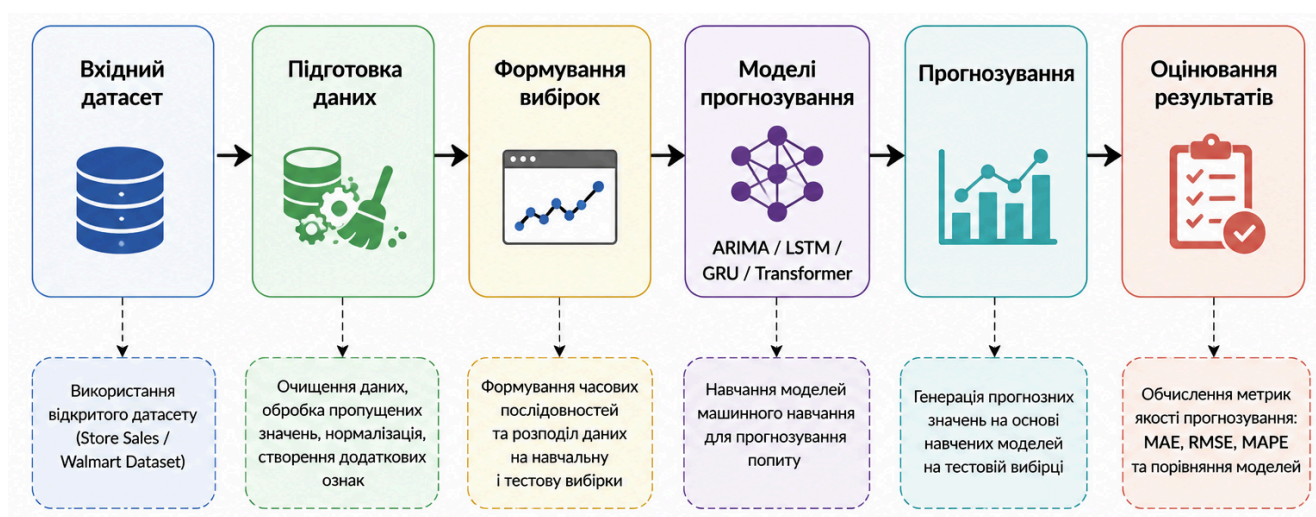 Вхідний
датасет
Підготовка
даних
Формування
вибірок
Моделі
прогнозування
ARIMA / LSTM /
GRU / Transformer
Прогнозування
Оцінювання
результатів
Використання
відкритого датасету
(Store Sales /
Walmart Dataset)
Очищення даних,
обробка пропущених
значень, нормалізація,
створення додаткових
ознак
Формування часових
послідовностей
та розподіл даних
на навчальну
і тестову вибірки
Навчання моделей
машинного навчання
для прогнозування
попиту
Генерація прогнозних
значень на основі
навчених моделей
на тестовій вибірці
Обчислення метрик
якості прогнозування:
MAE, RMSE, MAPE
та порівняння моделей